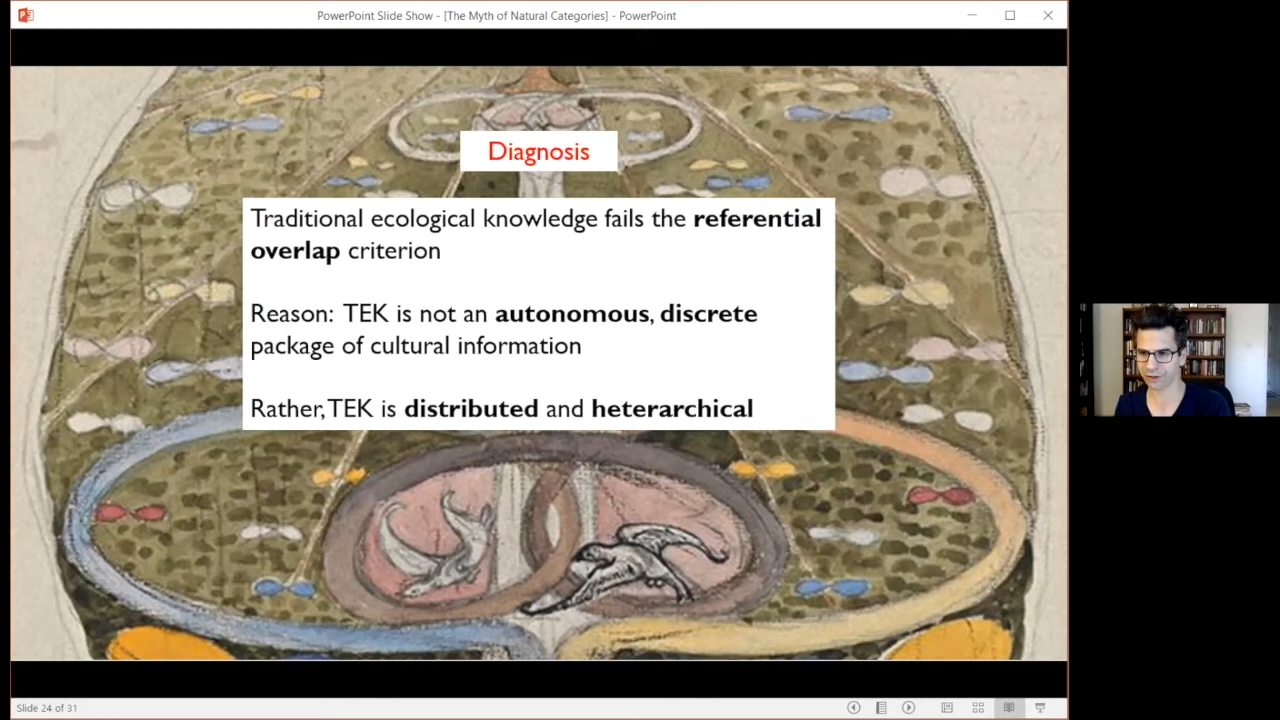 PowerPoint Slide Show - [The Myth of Natural Categories] - PowerPoint
Diagnosis
Traditional ecological knowledge fails the referential
overlap criterion
Reason: TEK is not an autonomous, discrete
package of cultural information
Rather, TEK is distributed and heterarchical
Slide 24 of 31